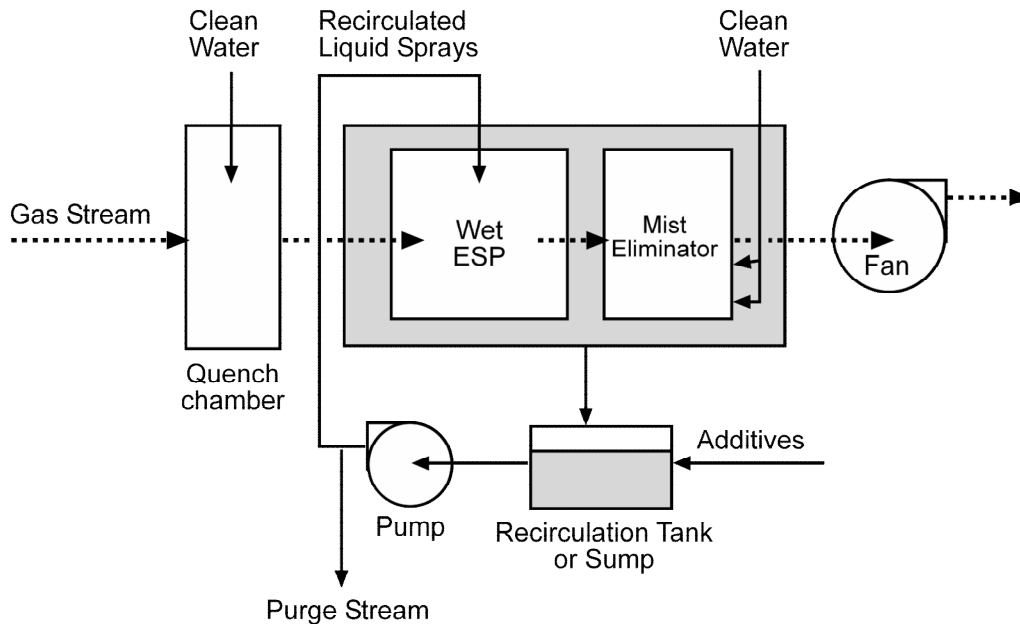 Clean
Water
Recirculated
Liquid Sprays
Clean
Water
Gas Stream
Wet
ESP
Mist
Eliminator
Fan
Quench
chamber
Additives
Pump
Recirculation Tank
or Sump
Purge Stream